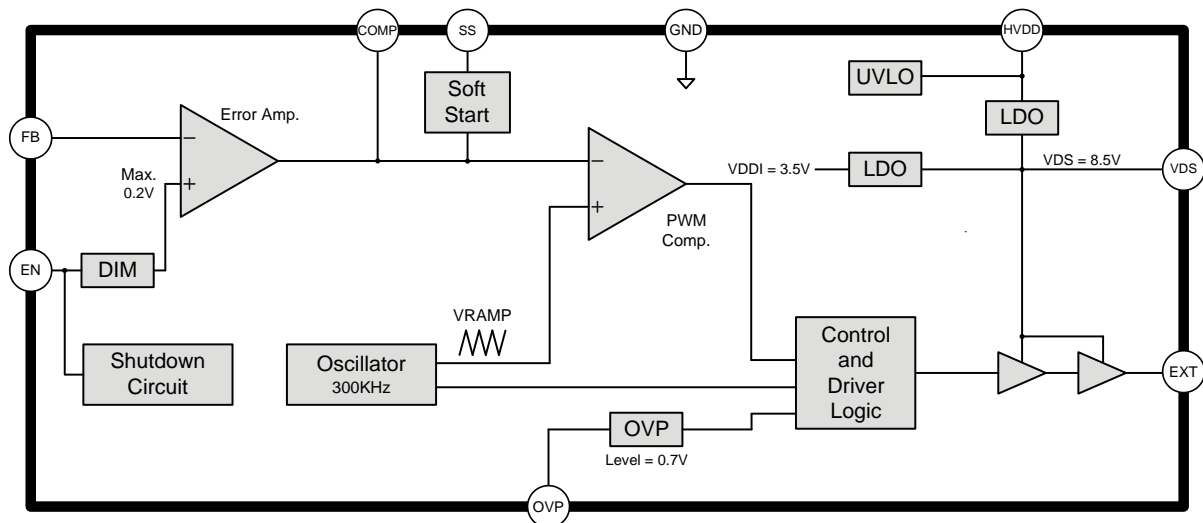 COMP
SS
GND
HVDD
UVLO
Soft
Start
LDO
Error Amp.
FB
Max.
0.2V
VDDI = 3.5V
LDO
VDS = 8.5V
VDS
PWM
Comp.
EN
DIM
VRAMP
Shutdown
Circuit
Oscillator
300KHz
Control
and
Driver
Logic
EXT
OVP
Level = 0.7V
OVP